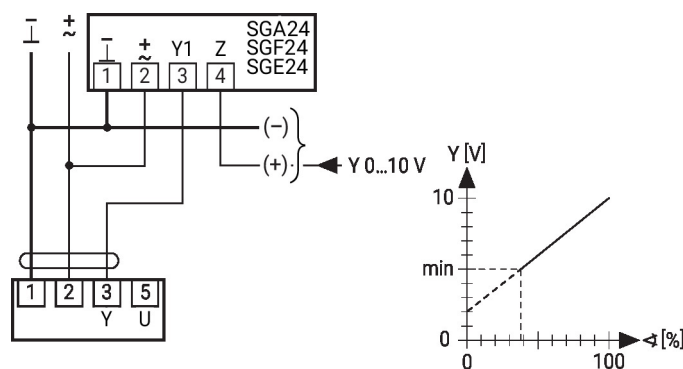 ⊥ ~
SGA24
SGF24
SGE24
⊥ ~ Y1 Z
1 2 3 4
(−)
(+) Y 0...10 V
1 2 3 5
Y U
Y [V]
10
min
0
0 100
∢ [%]